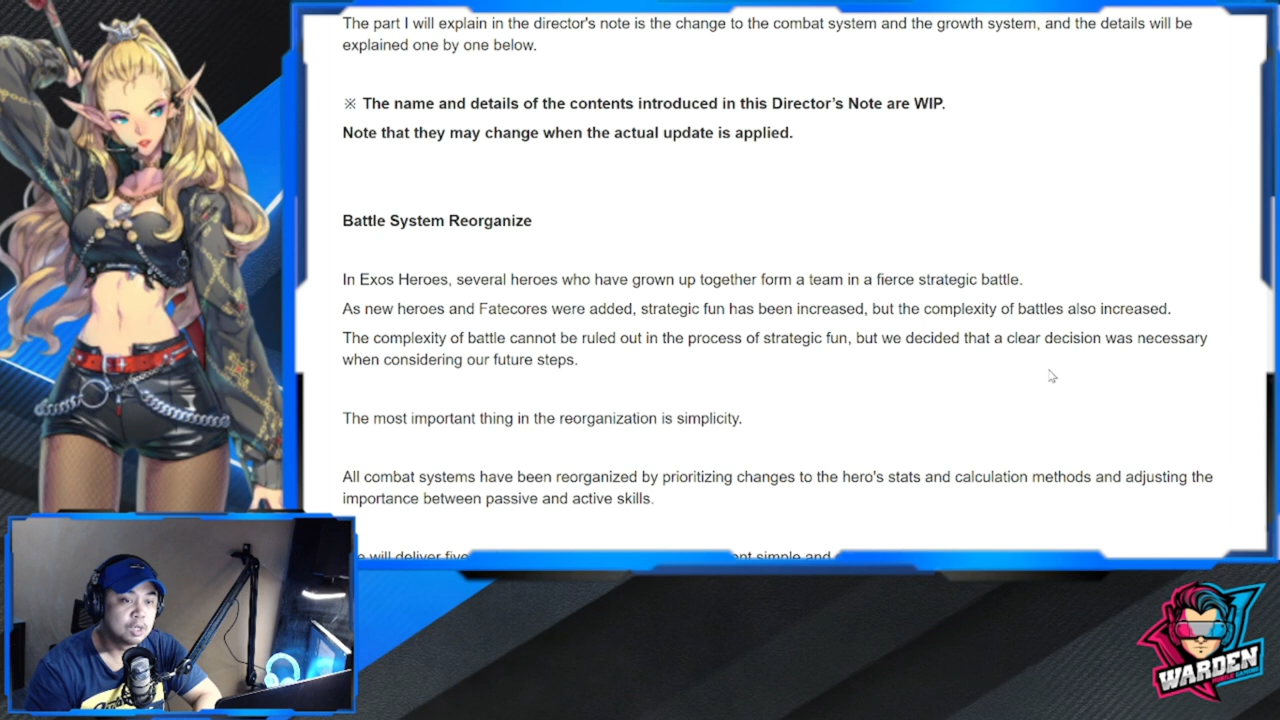 The part I will explain in the director's note is the change to the combat system and the growth system, and the details will be
explained one by one below.
※ The name and details of the contents introduced in this Director's Note are WIP.
Note that they may change when the actual update is applied.
Battle System Reorganize
In Exos Heroes, several heroes who have grown up together form a team in a fierce strategic battle.
As new heroes and Fatecores were added, strategic fun has been increased, but the complexity of battles also increased.
The complexity of battle cannot be ruled out in the process of strategic fun, but we decided that a clear decision was necessary
when considering our future steps.
The most important thing in the reorganization is simplicity.
All combat systems have been reorganized by prioritizing changes to the hero's stats and calculation methods and adjusting the
importance between passive and active skills.
will deliver five simple and
WARDEN
MOBILE GAMING